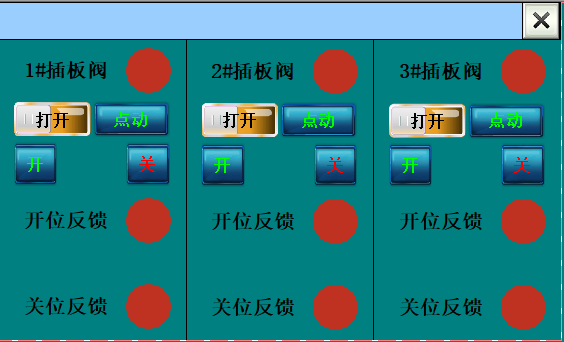 1#插板阀 2#插板阀 3#插板阀
打开 点动 打开 点动 打开 点动
开 关 开 关 开 关
开位反馈 开位反馈 开位反馈
关位反馈 关位反馈 关位反馈